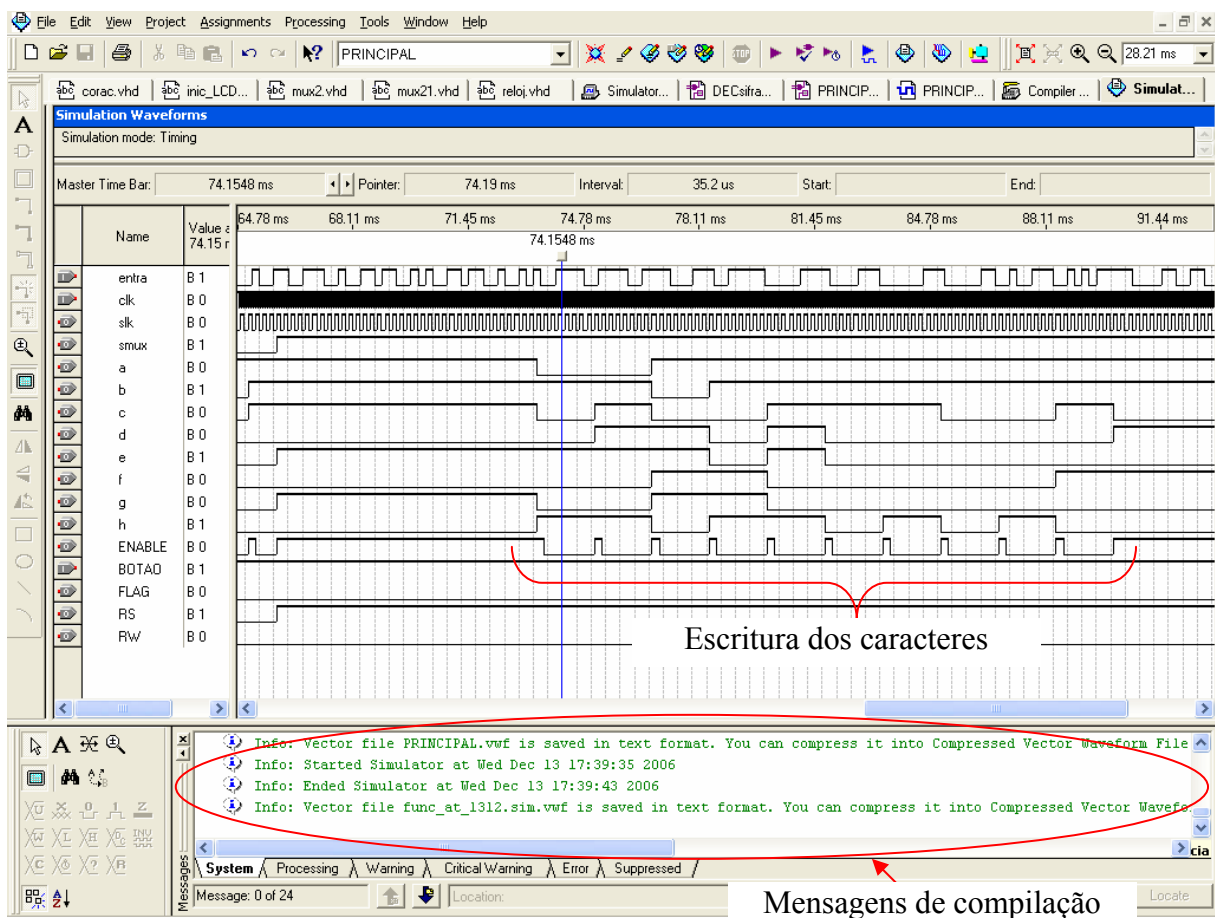 File Edit View Project Assignments Processing Tools Window Help
PRINCIPAL 28.21 ms
corac.vhd inic_LCD... mux2.vhd mux21.vhd reloj.vhd Simulator... DECsifra... PRINCIP... PRINCIP... Compiler ... Simulat...
Simulation Waveforms
Simulation mode: Timing
Master Time Bar: 74.1548 ms Pointer: 74.19 ms Interval: 35.2 us Start: End:
Name Value a 74.15 r
64.78 ms 68.11 ms 71.45 ms 74.78 ms 78.11 ms 81.45 ms 84.78 ms 88.11 ms 91.44 ms
74.1548 ms
entra B 1
clk B 0
slk B 0
smux B 1
a B 0
b B 1
c B 0
d B 0
e B 1
f B 0
g B 0
h B 1
ENABLE B 0
BOTAO B 1
FLAG B 0
RS B 1
RW B 0
Escritura dos caracteres
Info: Vector file PRINCIPAL.vwf is saved in text format. You can compress it into Compressed Vector Waveform File
Info: Started Simulator at Wed Dec 13 17:39:35 2006
Info: Ended Simulator at Wed Dec 13 17:39:43 2006
Info: Vector file func_at_1312.sim.vwf is saved in text format. You can compress it into Compressed Vector Wavefo
cia
System Processing Warning Critical Warning Error Suppressed
Messages
Message: 0 of 24 Location: Locate
Mensagens de compilação